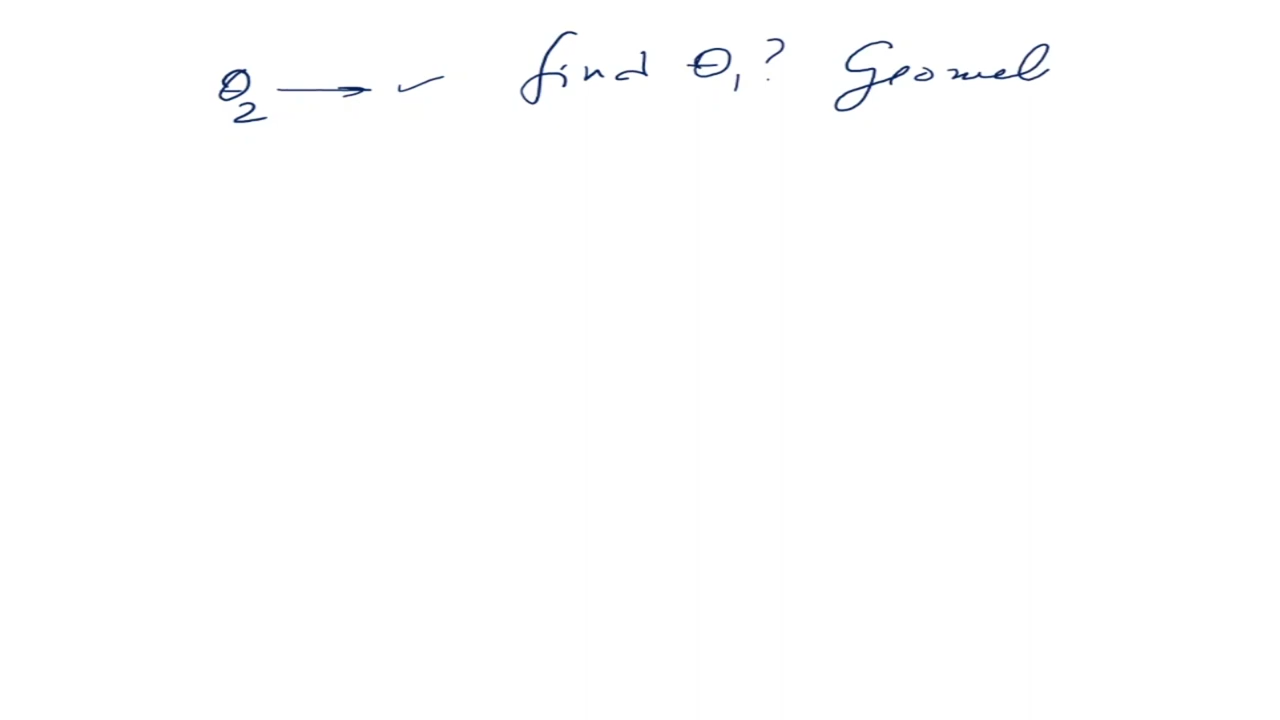 θ₂ → ✓ find θ₁? Geomet